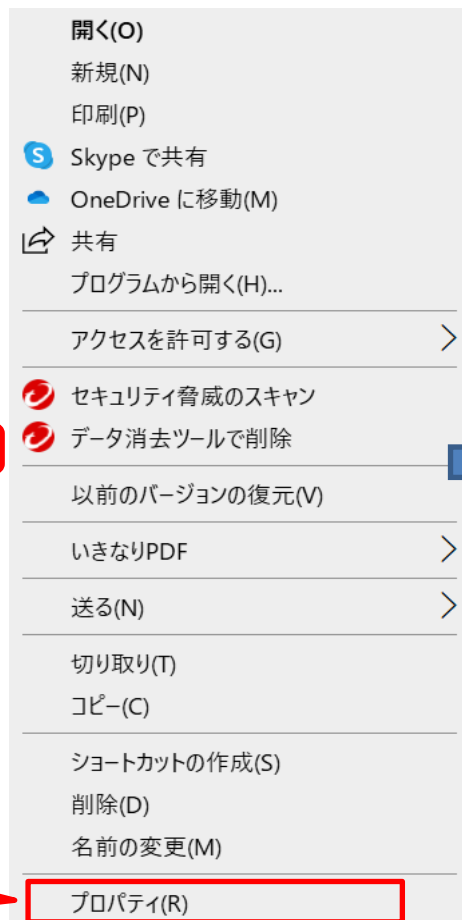 開く(O)
新規(N)
印刷(P)
Skype で共有
OneDrive に移動(M)
共有
プログラムから開く(H)...
アクセスを許可する(G)
セキュリティ脅威のスキャン
データ消去ツールで削除
以前のバージョンの復元(V)
いきなりPDF
送る(N)
切り取り(T)
コピー(C)
ショートカットの作成(S)
削除(D)
名前の変更(M)
プロパティ(R)